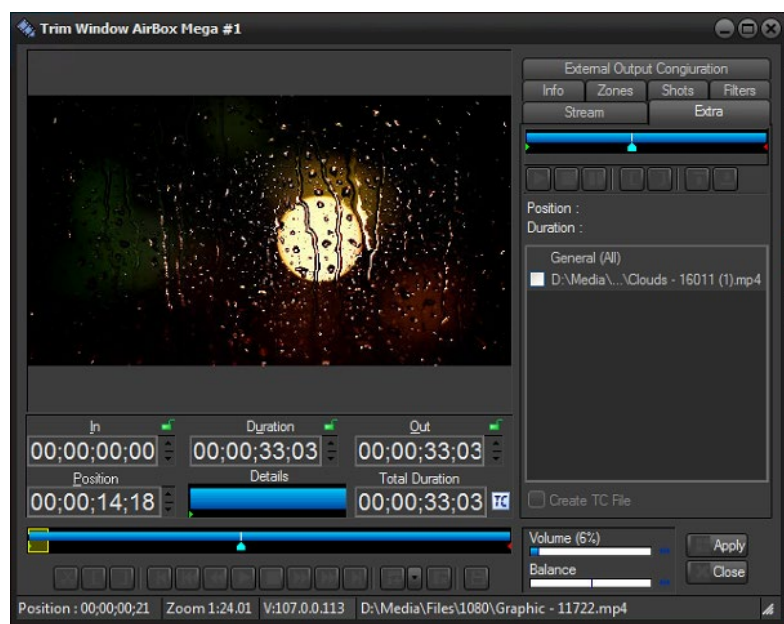 Trim Window AirBox Mega #1
External Output Congiuration
Info Zones Shots Filters
Stream Extra
Position :
Duration :
General (All)
D:\Media\...\Clouds - 16011 (1).mp4
In Duration Out
00;00;00;00 00;00;33;03 00;00;33;03
Position Details Total Duration
00;00;14;18 00;00;33;03 TC
Create TC File
Volume (6%)
Apply
Balance
Close
Position : 00;00;00;21 Zoom 1:24.01 V:107.0.0.113 D:\Media\Files\1080\Graphic - 11722.mp4